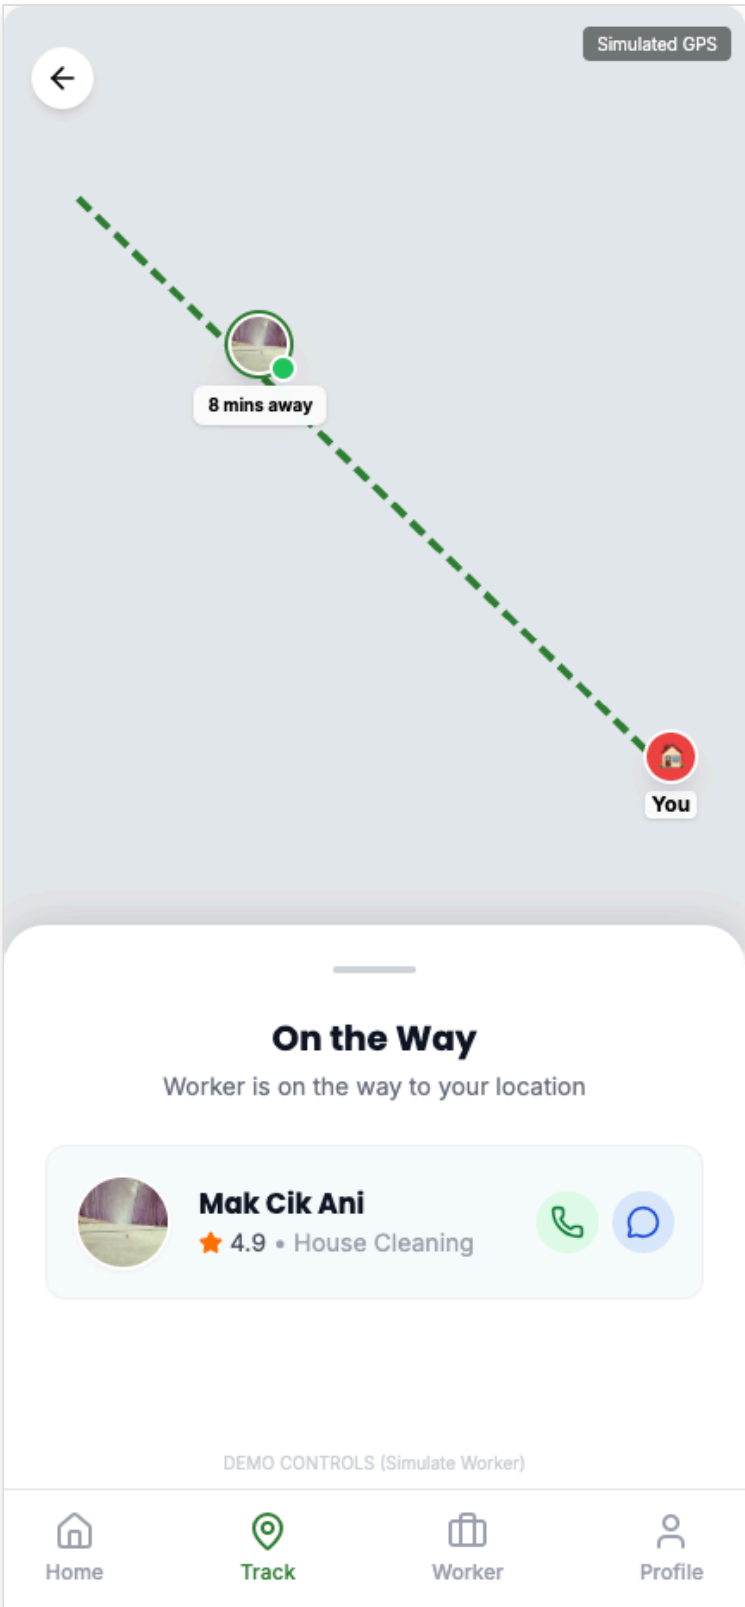 Simulated GPS
8 mins away
You
On the Way
Worker is on the way to your location
Mak Cik Ani
4.9 • House Cleaning
DEMO CONTROLS (Simulate Worker)
Home
Track
Worker
Profile